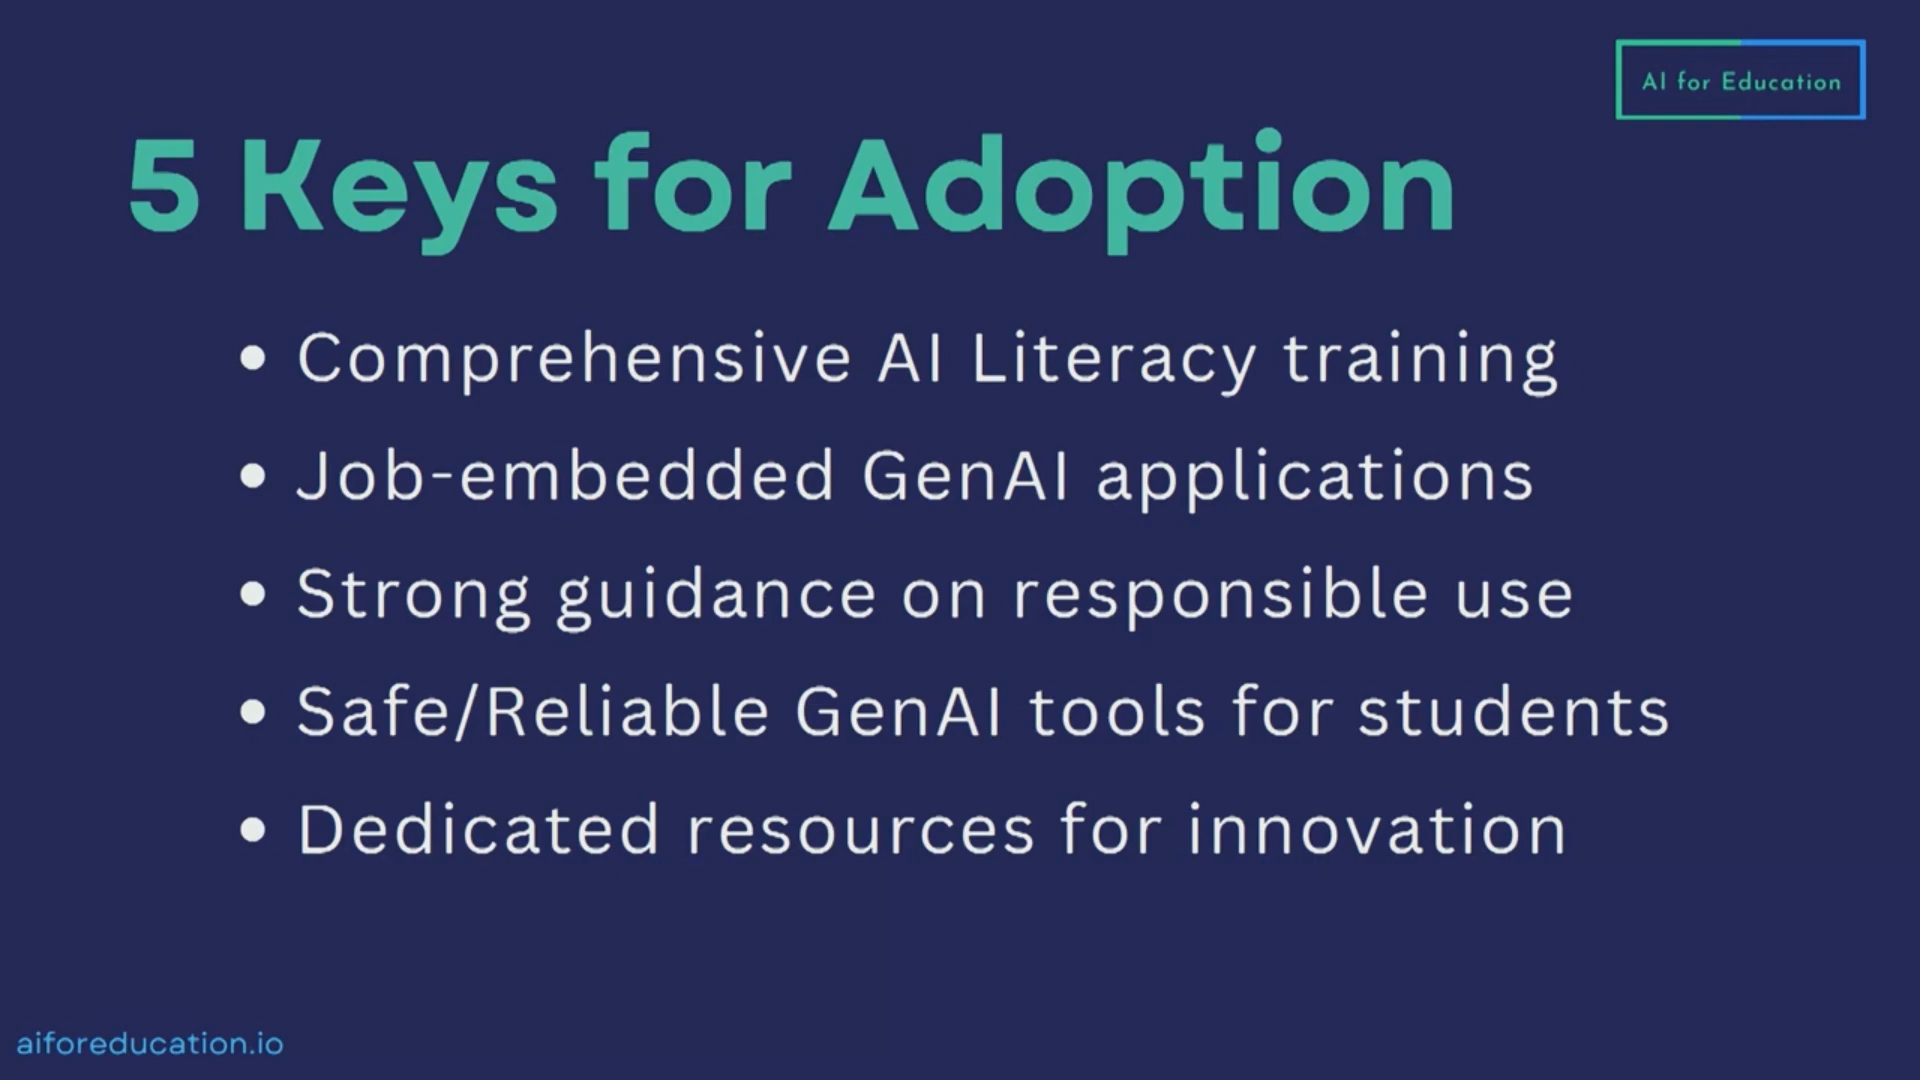 AI for Education
5 Keys for Adoption
• Comprehensive AI Literacy training
• Job-embedded GenAI applications
• Strong guidance on responsible use
• Safe/Reliable GenAI tools for students
• Dedicated resources for innovation
aiforeducation.io